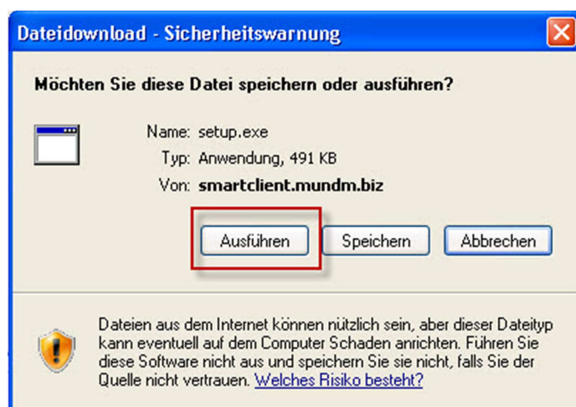 Dateidownload - Sicherheitswarnung
Möchten Sie diese Datei speichern oder ausführen?
Name: setup.exe
Typ: Anwendung, 491 KB
Von: smartclient.mundm.biz
Ausführen Speichern Abbrechen
Dateien aus dem Internet können nützlich sein, aber dieser Dateityp
kann eventuell auf dem Computer Schaden anrichten. Führen Sie
diese Software nicht aus und speichern Sie sie nicht, falls Sie der
Quelle nicht vertrauen. Welches Risiko besteht?